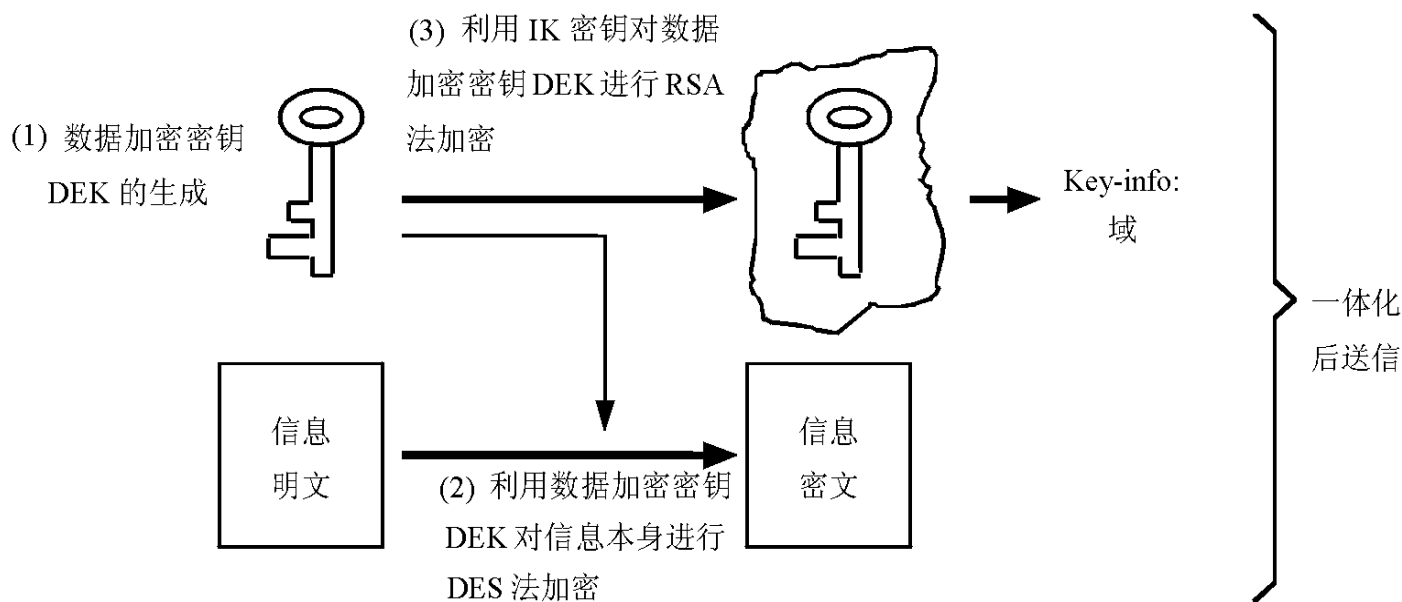 (1) 数据加密密钥
DEK 的生成
(3) 利用 IK 密钥对数据
加密密钥 DEK 进行 RSA
法加密
Key-info:
域
信息
明文
(2) 利用数据加密密钥
DEK 对信息本身进行
DES 法加密
信息
密文
一体化
后送信